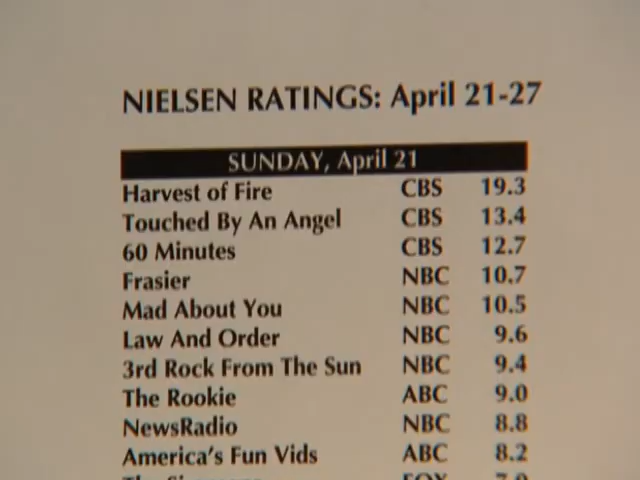 NIELSEN RATINGS: April 21-27
SUNDAY, April 21
Harvest of Fire CBS 19.3
Touched By An Angel CBS 13.4
60 Minutes CBS 12.7
Frasier NBC 10.7
Mad About You NBC 10.5
Law And Order NBC 9.6
3rd Rock From The Sun NBC 9.4
The Rookie ABC 9.0
NewsRadio NBC 8.8
America's Fun Vids ABC 8.2
The FOX